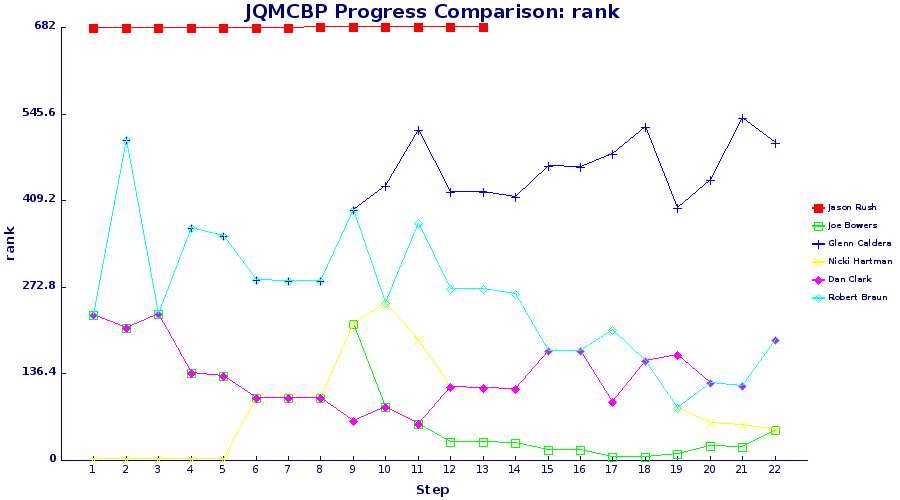 JQMCBP Progress Comparison: rank
682
545.6
409.2
272.8
136.4
0
rank
1 2 3 4 5 6 7 8 9 10 11 12 13 14 15 16 17 18 19 20 21 22
Step
Jason Rush
Joe Bowers
Glenn Caldera
Nicki Hartman
Dan Clark
Robert Braun